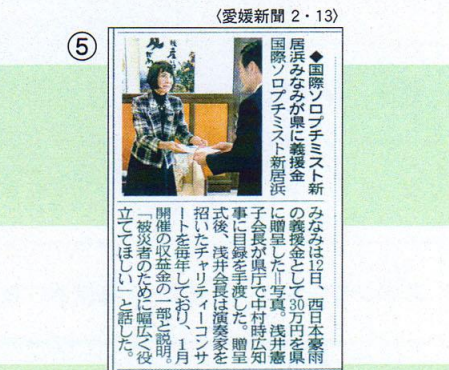 〈愛媛新聞 2・13〉
⑤
◆国際ソロプチミスト新
居浜みなみが県に義援金
国際ソロプチミスト新居浜
みなみは12日、西日本豪雨
の義援金として30万円を県
に贈呈した＝写真。浅井憲
子会長が県庁で中村時広知
事に目録を手渡した。贈呈
式後、浅井会長は演奏家を
招いたチャリティーコンサ
ートを毎年しており、1月
開催の収益金の一部と説明。
「被災者のために幅広く役
立ててほしい」と話した。